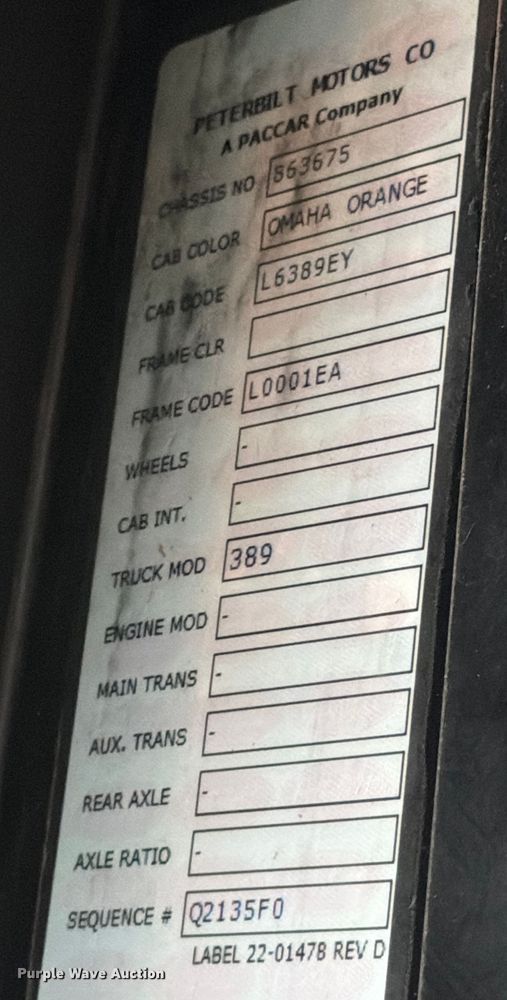 PETERBILT MOTORS CO
A PACCAR Company
CHASSIS NO 863675
CAB COLOR OMAHA ORANGE
CAB CODE L6389EY
FRAME CLR
FRAME CODE L0001EA
WHEELS -
CAB INT. -
TRUCK MOD 389
ENGINE MOD -
MAIN TRANS -
AUX. TRANS -
REAR AXLE -
AXLE RATIO -
SEQUENCE # Q2135F0
LABEL 22-01478 REV D
Purple Wave Auction